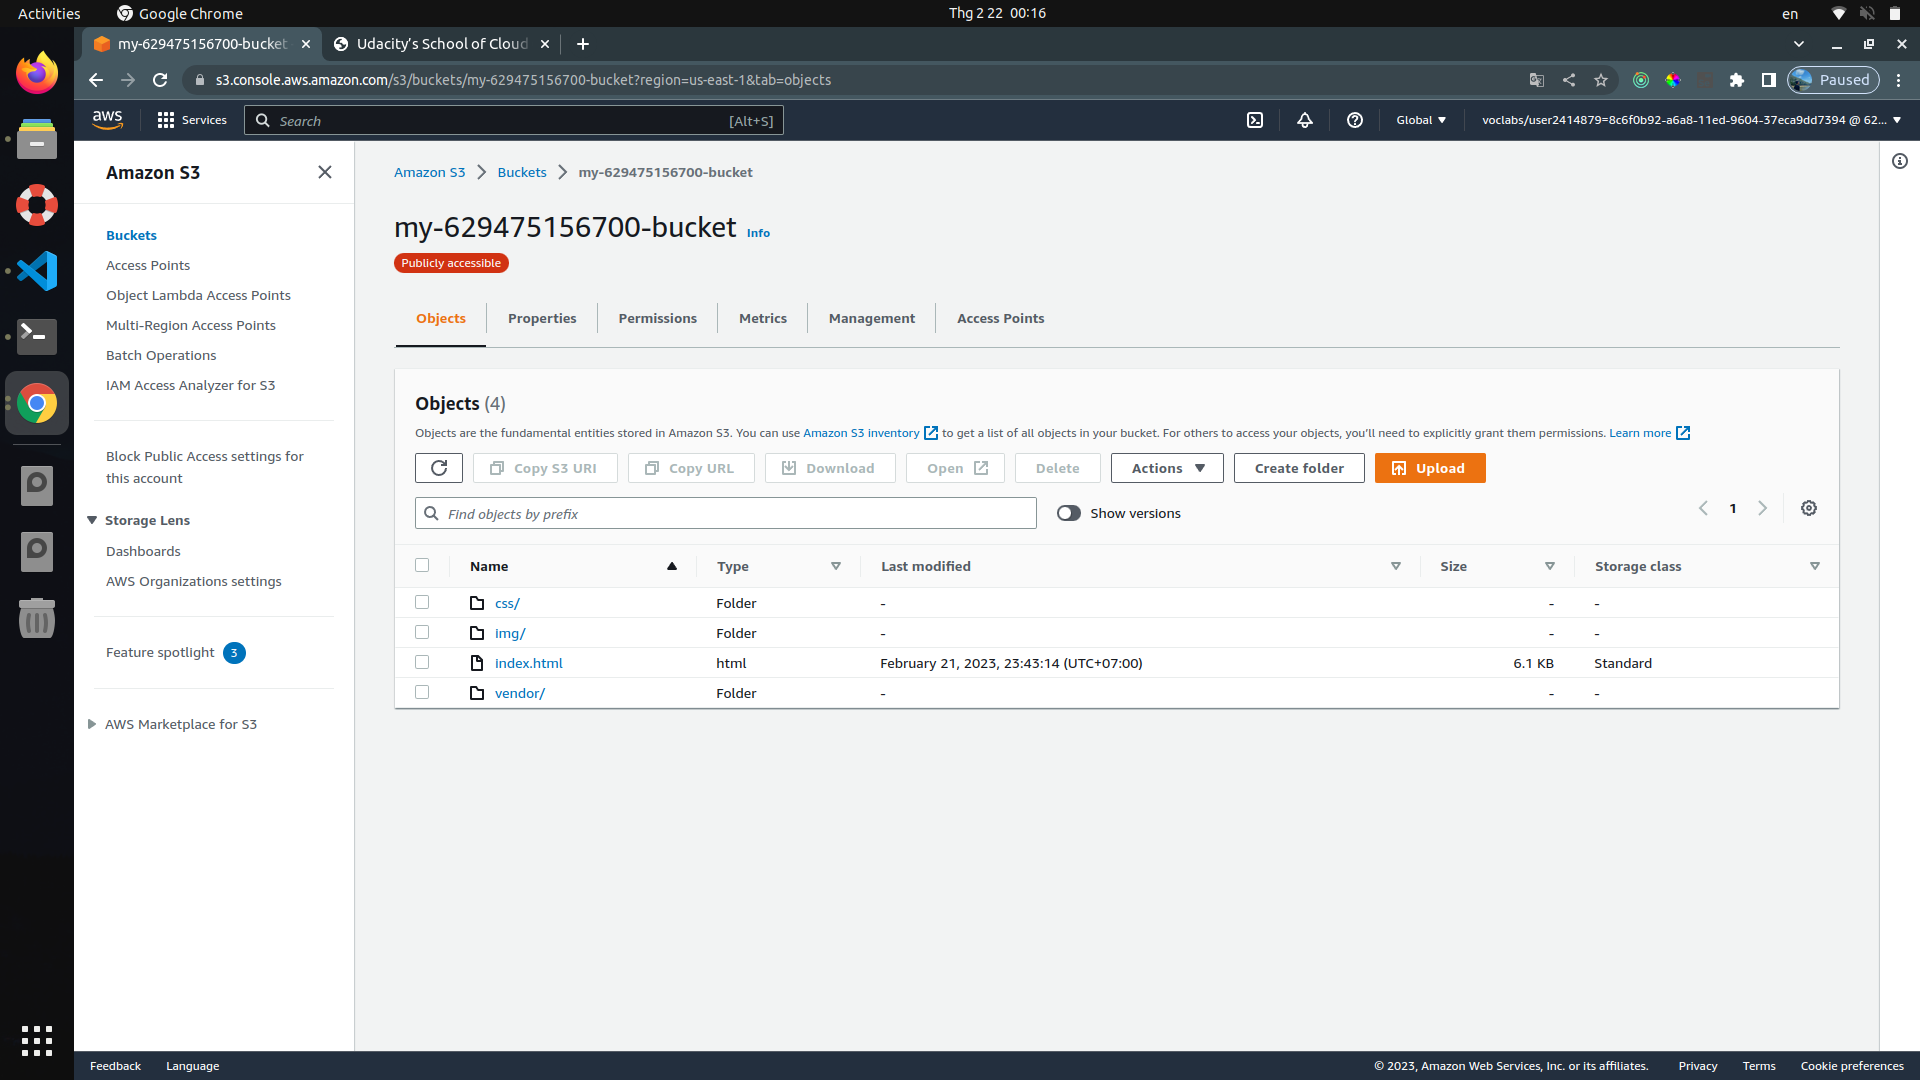 Activities
Google Chrome
Thg 2 22 00:16
en
my-629475156700-bucket
Udacity's School of Cloud
s3.console.aws.amazon.com/s3/buckets/my-629475156700-bucket?region=us-east-1&tab=objects
Paused
aws
Services
Search
[Alt+S]
Global
voclabs/user2414879=8c6f0b92-a6a8-11ed-9604-37eca9dd7394 @ 62...
Amazon S3
Buckets
Access Points
Object Lambda Access Points
Multi-Region Access Points
Batch Operations
IAM Access Analyzer for S3
Block Public Access settings for
this account
Storage Lens
Dashboards
AWS Organizations settings
Feature spotlight 3
AWS Marketplace for S3
Amazon S3 Buckets my-629475156700-bucket
my-629475156700-bucket Info
Publicly accessible
Objects Properties Permissions Metrics Management Access Points
Objects (4)
Objects are the fundamental entities stored in Amazon S3. You can use Amazon S3 inventory to get a list of all objects in your bucket. For others to access your objects, you'll need to explicitly grant them permissions. Learn more
Copy S3 URI Copy URL Download Open Delete Actions Create folder Upload
Find objects by prefix
Show versions
1
Name Type Last modified Size Storage class
css/ Folder - - -
img/ Folder - - -
index.html html February 21, 2023, 23:43:14 (UTC+07:00) 6.1 KB Standard
vendor/ Folder - - -
Feedback Language © 2023, Amazon Web Services, Inc. or its affiliates. Privacy Terms Cookie preferences